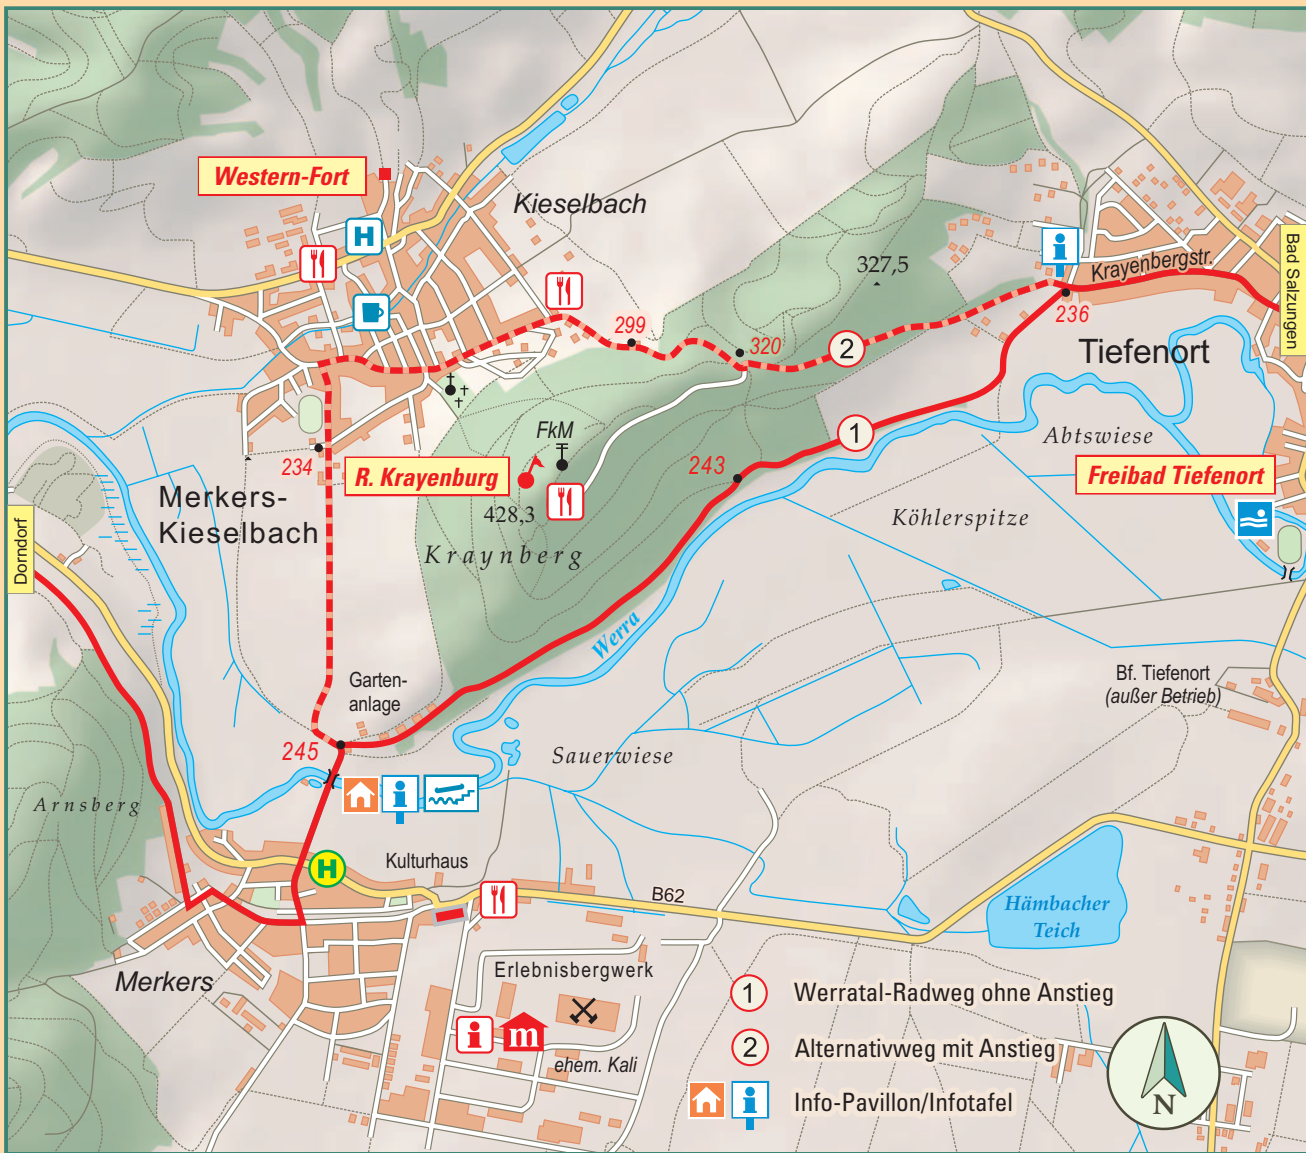 Western-Fort
Kieselbach
H
Bad Salzungen
Krayenbergstr.
327,5
236
299
320
2
Tiefenort
1
Abtswiese
FkM
243
234
R. Krayenburg
Freibad Tiefenort
428,3
Merkers-
Kieselbach
Köhlerspitze
Kraynberg
Dorndorf
Werra
Garten-
anlage
Bf. Tiefenort
(außer Betrieb)
245
Sauerwiese
Arnsberg
H
Kulturhaus
B62
Hämbacher
Teich
Merkers
Erlebnisbergwerk
m
ehem. Kali
1 Werratal-Radweg ohne Anstieg
2 Alternativweg mit Anstieg
Info-Pavillon/Infotafel
N